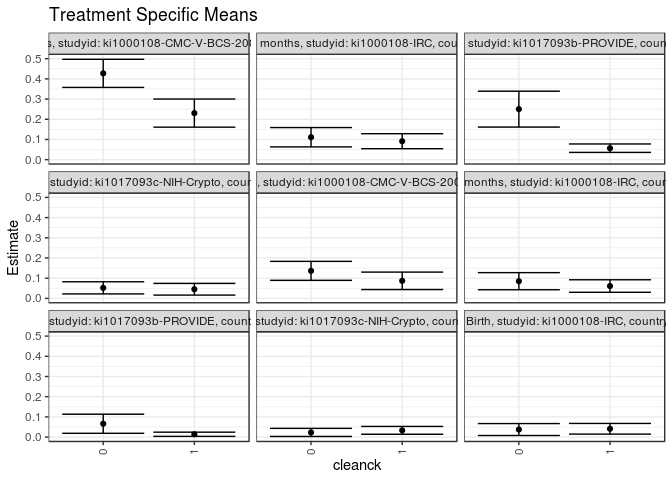 Treatment Specific Means
s, studyid: ki1000108-CMC-V-BCS-200
months, studyid: ki1000108-IRC, cou
studyid: ki1017093b-PROVIDE, coun
0.5
0.4
0.3
0.2
0.1
0.0
studyid: ki1017093c-NIH-Crypto, coun
, studyid: ki1000108-CMC-V-BCS-200
months, studyid: ki1000108-IRC, cour
0.5
0.4
0.3
0.2
0.1
0.0
Estimate
studyid: ki1017093b-PROVIDE, count
studyid: ki1017093c-NIH-Crypto, coun
Birth, studyid: ki1000108-IRC, country
0.5
0.4
0.3
0.2
0.1
0.0
0
1
0
1
0
1
cleanck